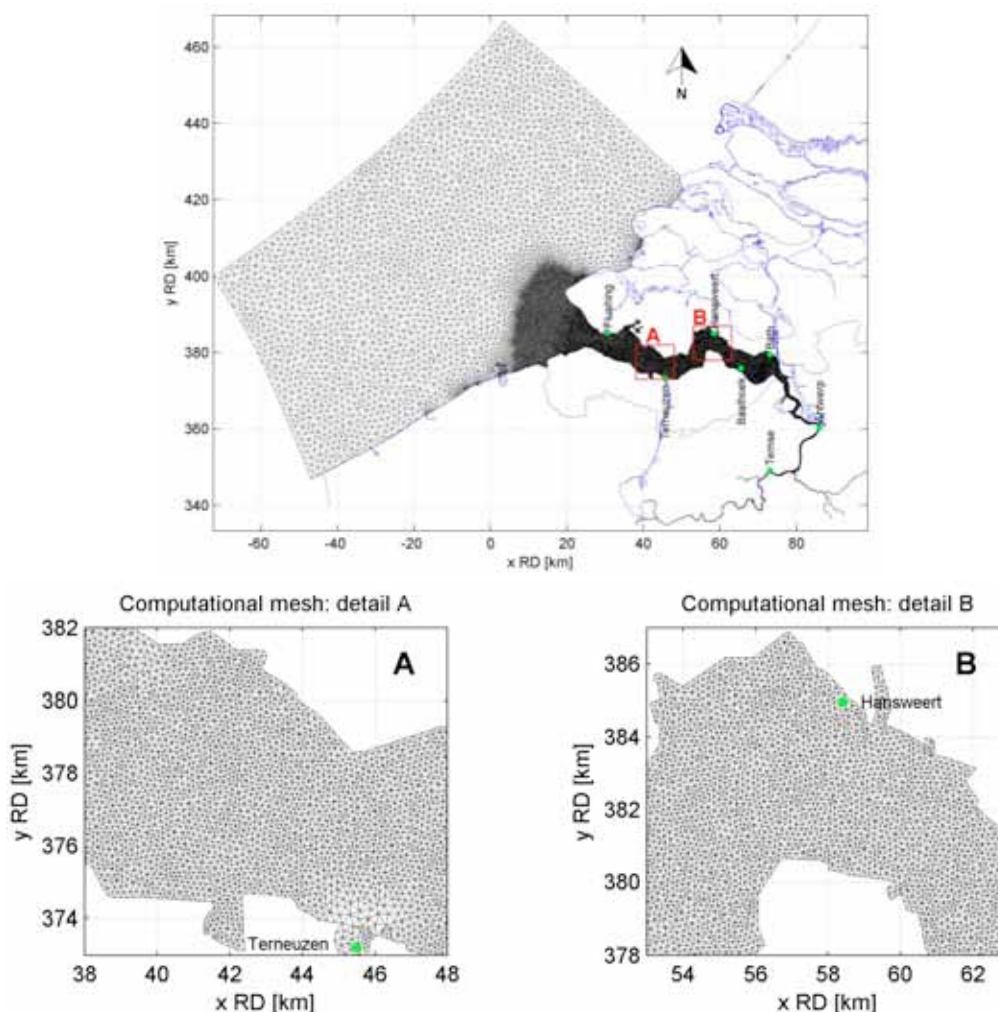 460
440
420
400
380
360
340
y RD [km]
-60
-40
-20
0
20
40
60
80
x RD [km]
N
A
B
Terneuzen
Baalhoek
Bath
Antwerp
Temse
Computational mesh: detail A
382
380
378
376
374
y RD [km]
A
Terneuzen
38
40
42
44
46
48
x RD [km]
Computational mesh: detail B
386
384
382
380
378
y RD [km]
B
Hansweert
54
56
58
60
62
x RD [km]